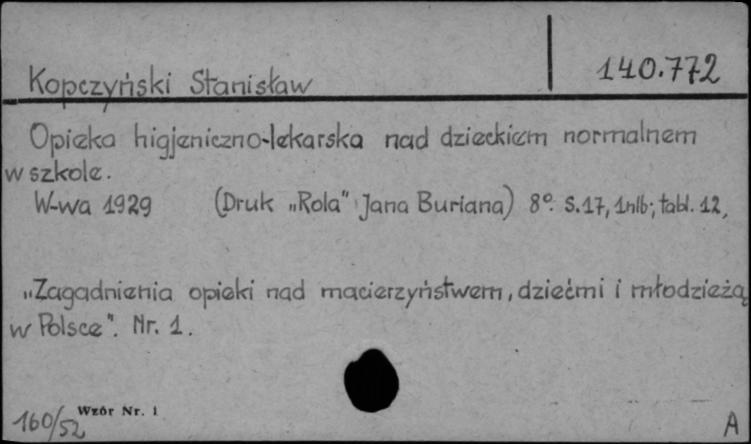 Kopczyński Stanisław 140.772
Opieka higjeniczno-lekarska nad dzieckiem normalnem
w szkole.
W-wa 1929 (Druk „Rola" Jana Buriana) 8º. S.17, 1nlb; tabl. 12,
„Zagadnienia opieki nad macierzyństwem, dziećmi i młodzieżą
w Polsce". Nr. 1.
Wzór Nr. 1
160/52 A